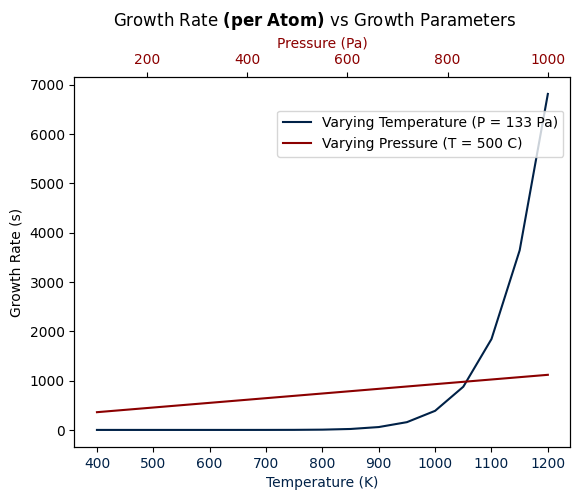 Growth Rate (per Atom) vs Growth Parameters
Pressure (Pa)
200 400 600 800 1000
7000
6000
5000
4000
3000
2000
1000
0
Growth Rate (s)
Varying Temperature (P = 133 Pa)
Varying Pressure (T = 500 C)
400 500 600 700 800 900 1000 1100 1200
Temperature (K)